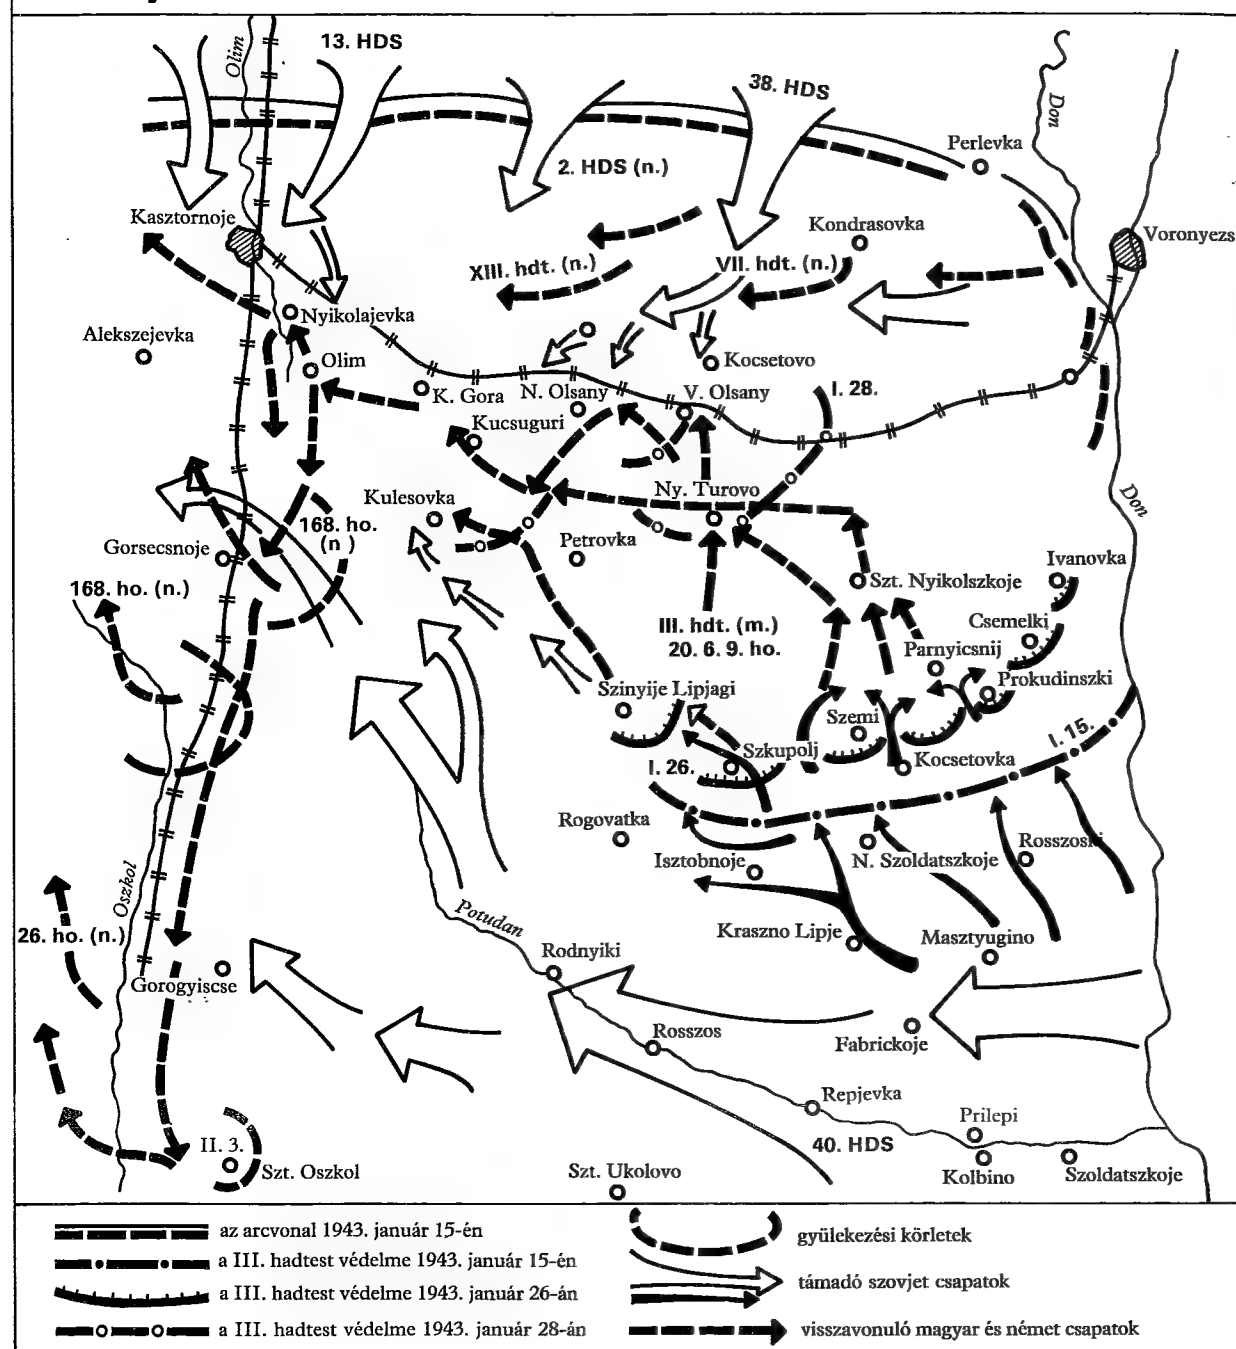 13. HDS
Olim
38. HDS
Don
Perlevka
2. HDS (n.)
Kasztornoje
Kondrasovka
Voronyezs
XIII. hdt. (n.)
VII. hdt. (n.)
Nyikolajevka
Alekszejevka
Olim
Kocsetovo
K. Gora
N. Olsany
V. Olsany
I. 28.
Kucsuguri
Kulesovka
Ny. Turovo
Don
168. ho.
(n)
Petrovka
Gorsecsnoje
Ivanovka
168. ho. (n.)
Szt. Nyikolszkoje
III. hdt. (m.)
20. 6. 9. ho.
Csemelki
Parnyicsnij
Szinyije Lipjagi
Prokudinszki
Szemi
I. 15.
Szkupolj
Kocsetovka
I. 26.
Rogovatka
Isztobnoje
N. Szoldatszkoje
Rosszoski
Oszkol
Potudan
Kraszno Lipje
Masztyugino
26. ho. (n.)
Rodnyiki
Gorogyiscse
Rosszos
Fabrickoje
Repjevka
Prilepi
II. 3.
40. HDS
Szt. Oszkol
Szt. Ukolovo
Kolbino
Szoldatszkoje
az arcvonal 1943. január 15-én
a III. hadtest védelme 1943. január 15-én
a III. hadtest védelme 1943. január 26-án
a III. hadtest védelme 1943. január 28-án
gyülekezési körletek
támadó szovjet csapatok
visszavonuló magyar és német csapatok